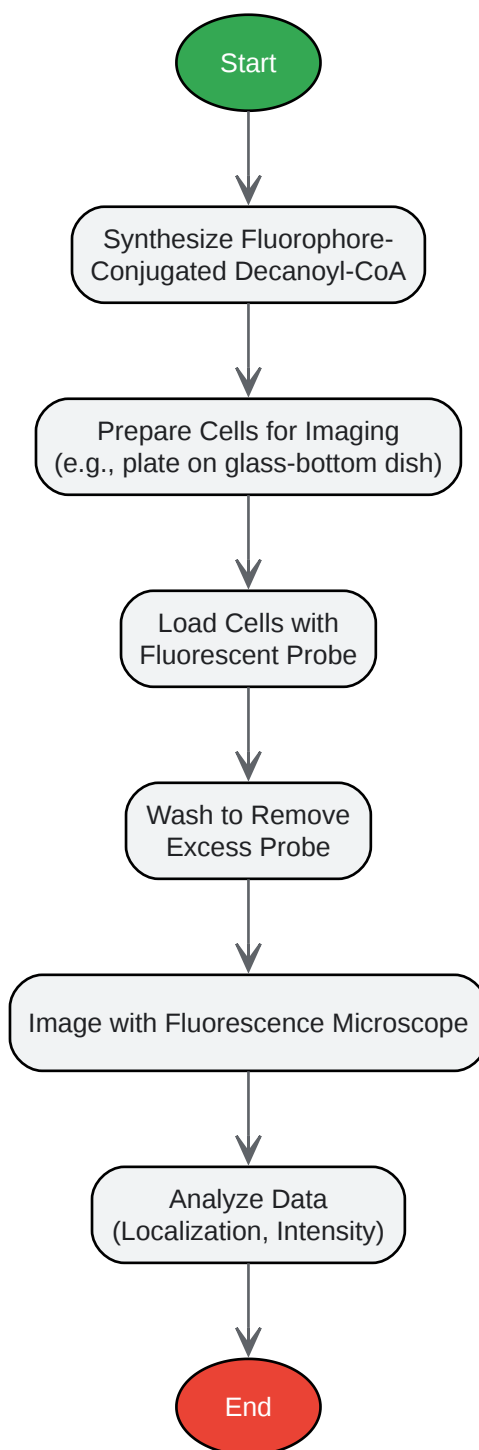 Start
Synthesize Fluorophore-
Conjugated Decanoyl-CoA
Prepare Cells for Imaging
(e.g., plate on glass-bottom dish)
Load Cells with
Fluorescent Probe
Wash to Remove
Excess Probe
Image with Fluorescence Microscope
Analyze Data
(Localization, Intensity)
End